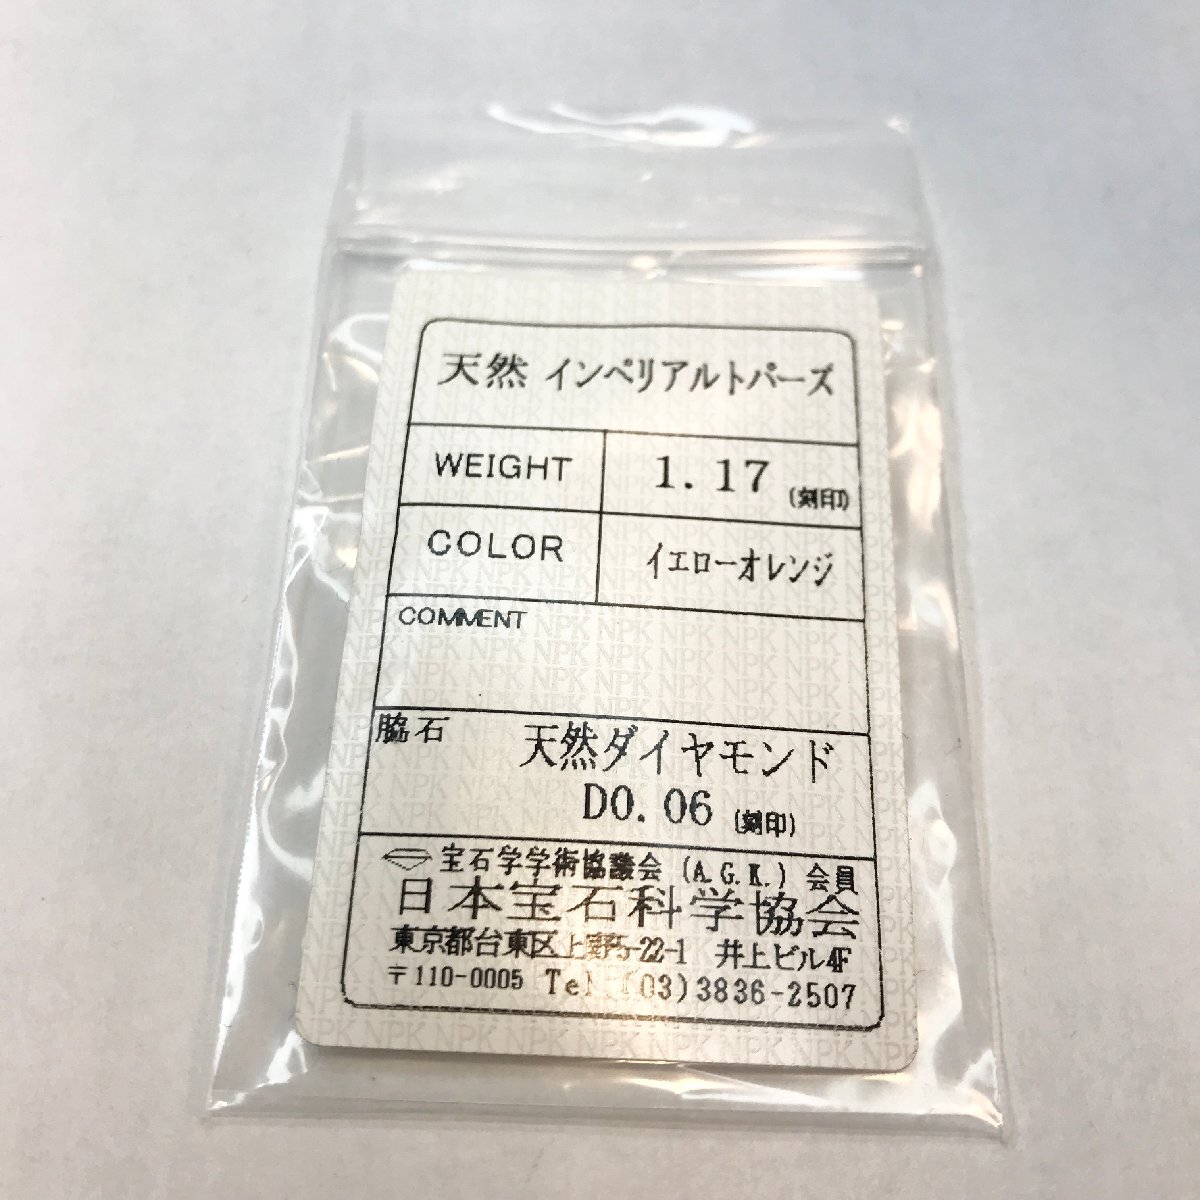 天然 インペリアルトパーズ
WEIGHT 1.17 (刻印)
COLOR イエローオレンジ
COMMENT
脇石 天然ダイヤモンド
D0.06 (刻印)
宝石学学術協議会 (A.G.K.) 会員
日本宝石科学協会
東京都台東区上野5-22-1 井上ビル4F
〒110-0005 Tel (03)3836-2507